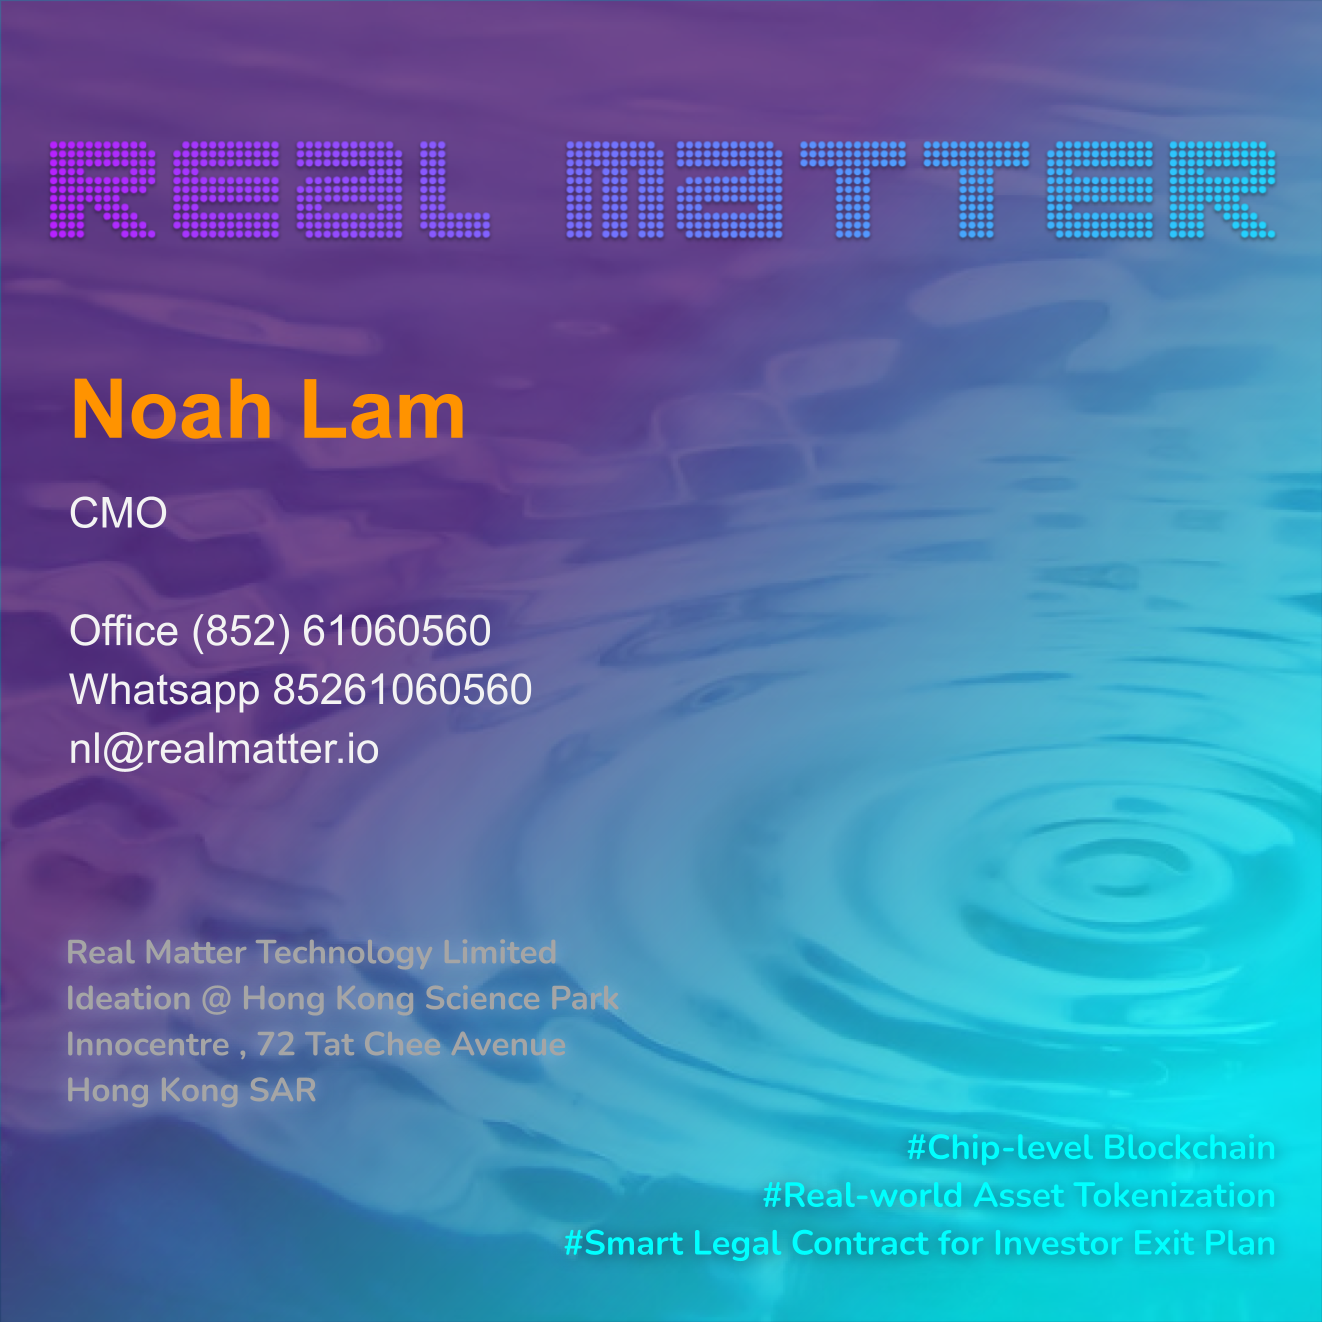 REAL MATTER
Noah Lam
CMO
Office (852) 61060560
Whatsapp 85261060560
nl@realmatter.io
Real Matter Technology Limited
Ideation @ Hong Kong Science Park
Innocentre , 72 Tat Chee Avenue
Hong Kong SAR
#Chip-level Blockchain
#Real-world Asset Tokenization
#Smart Legal Contract for Investor Exit Plan